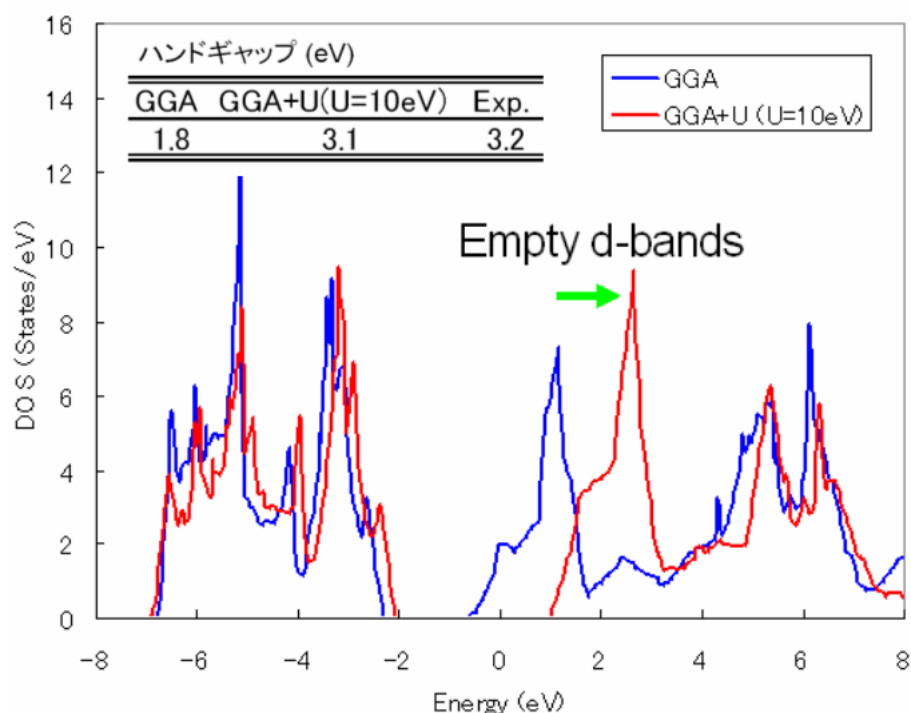 ハンドギャップ (eV)
GGA GGA+U(U=10eV) Exp.
1.8 3.1 3.2
GGA
GGA+U (U=10eV)
Empty d-bands
DOS (States/eV)
16
14
12
10
8
6
4
2
0
-8 -6 -4 -2 0 2 4 6 8
Energy (eV)